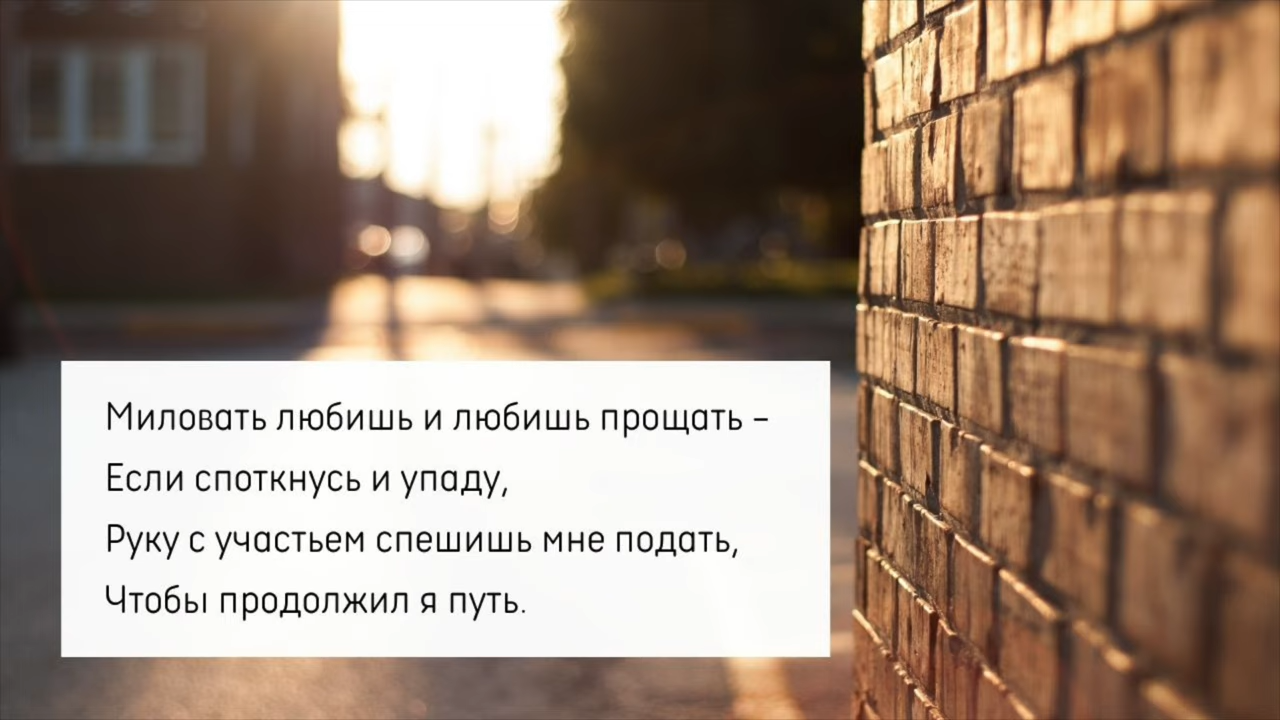 Миловать любишь и любишь прощать –
Если споткнусь и упаду,
Руку с участьем спешишь мне подать,
Чтобы продолжил я путь.